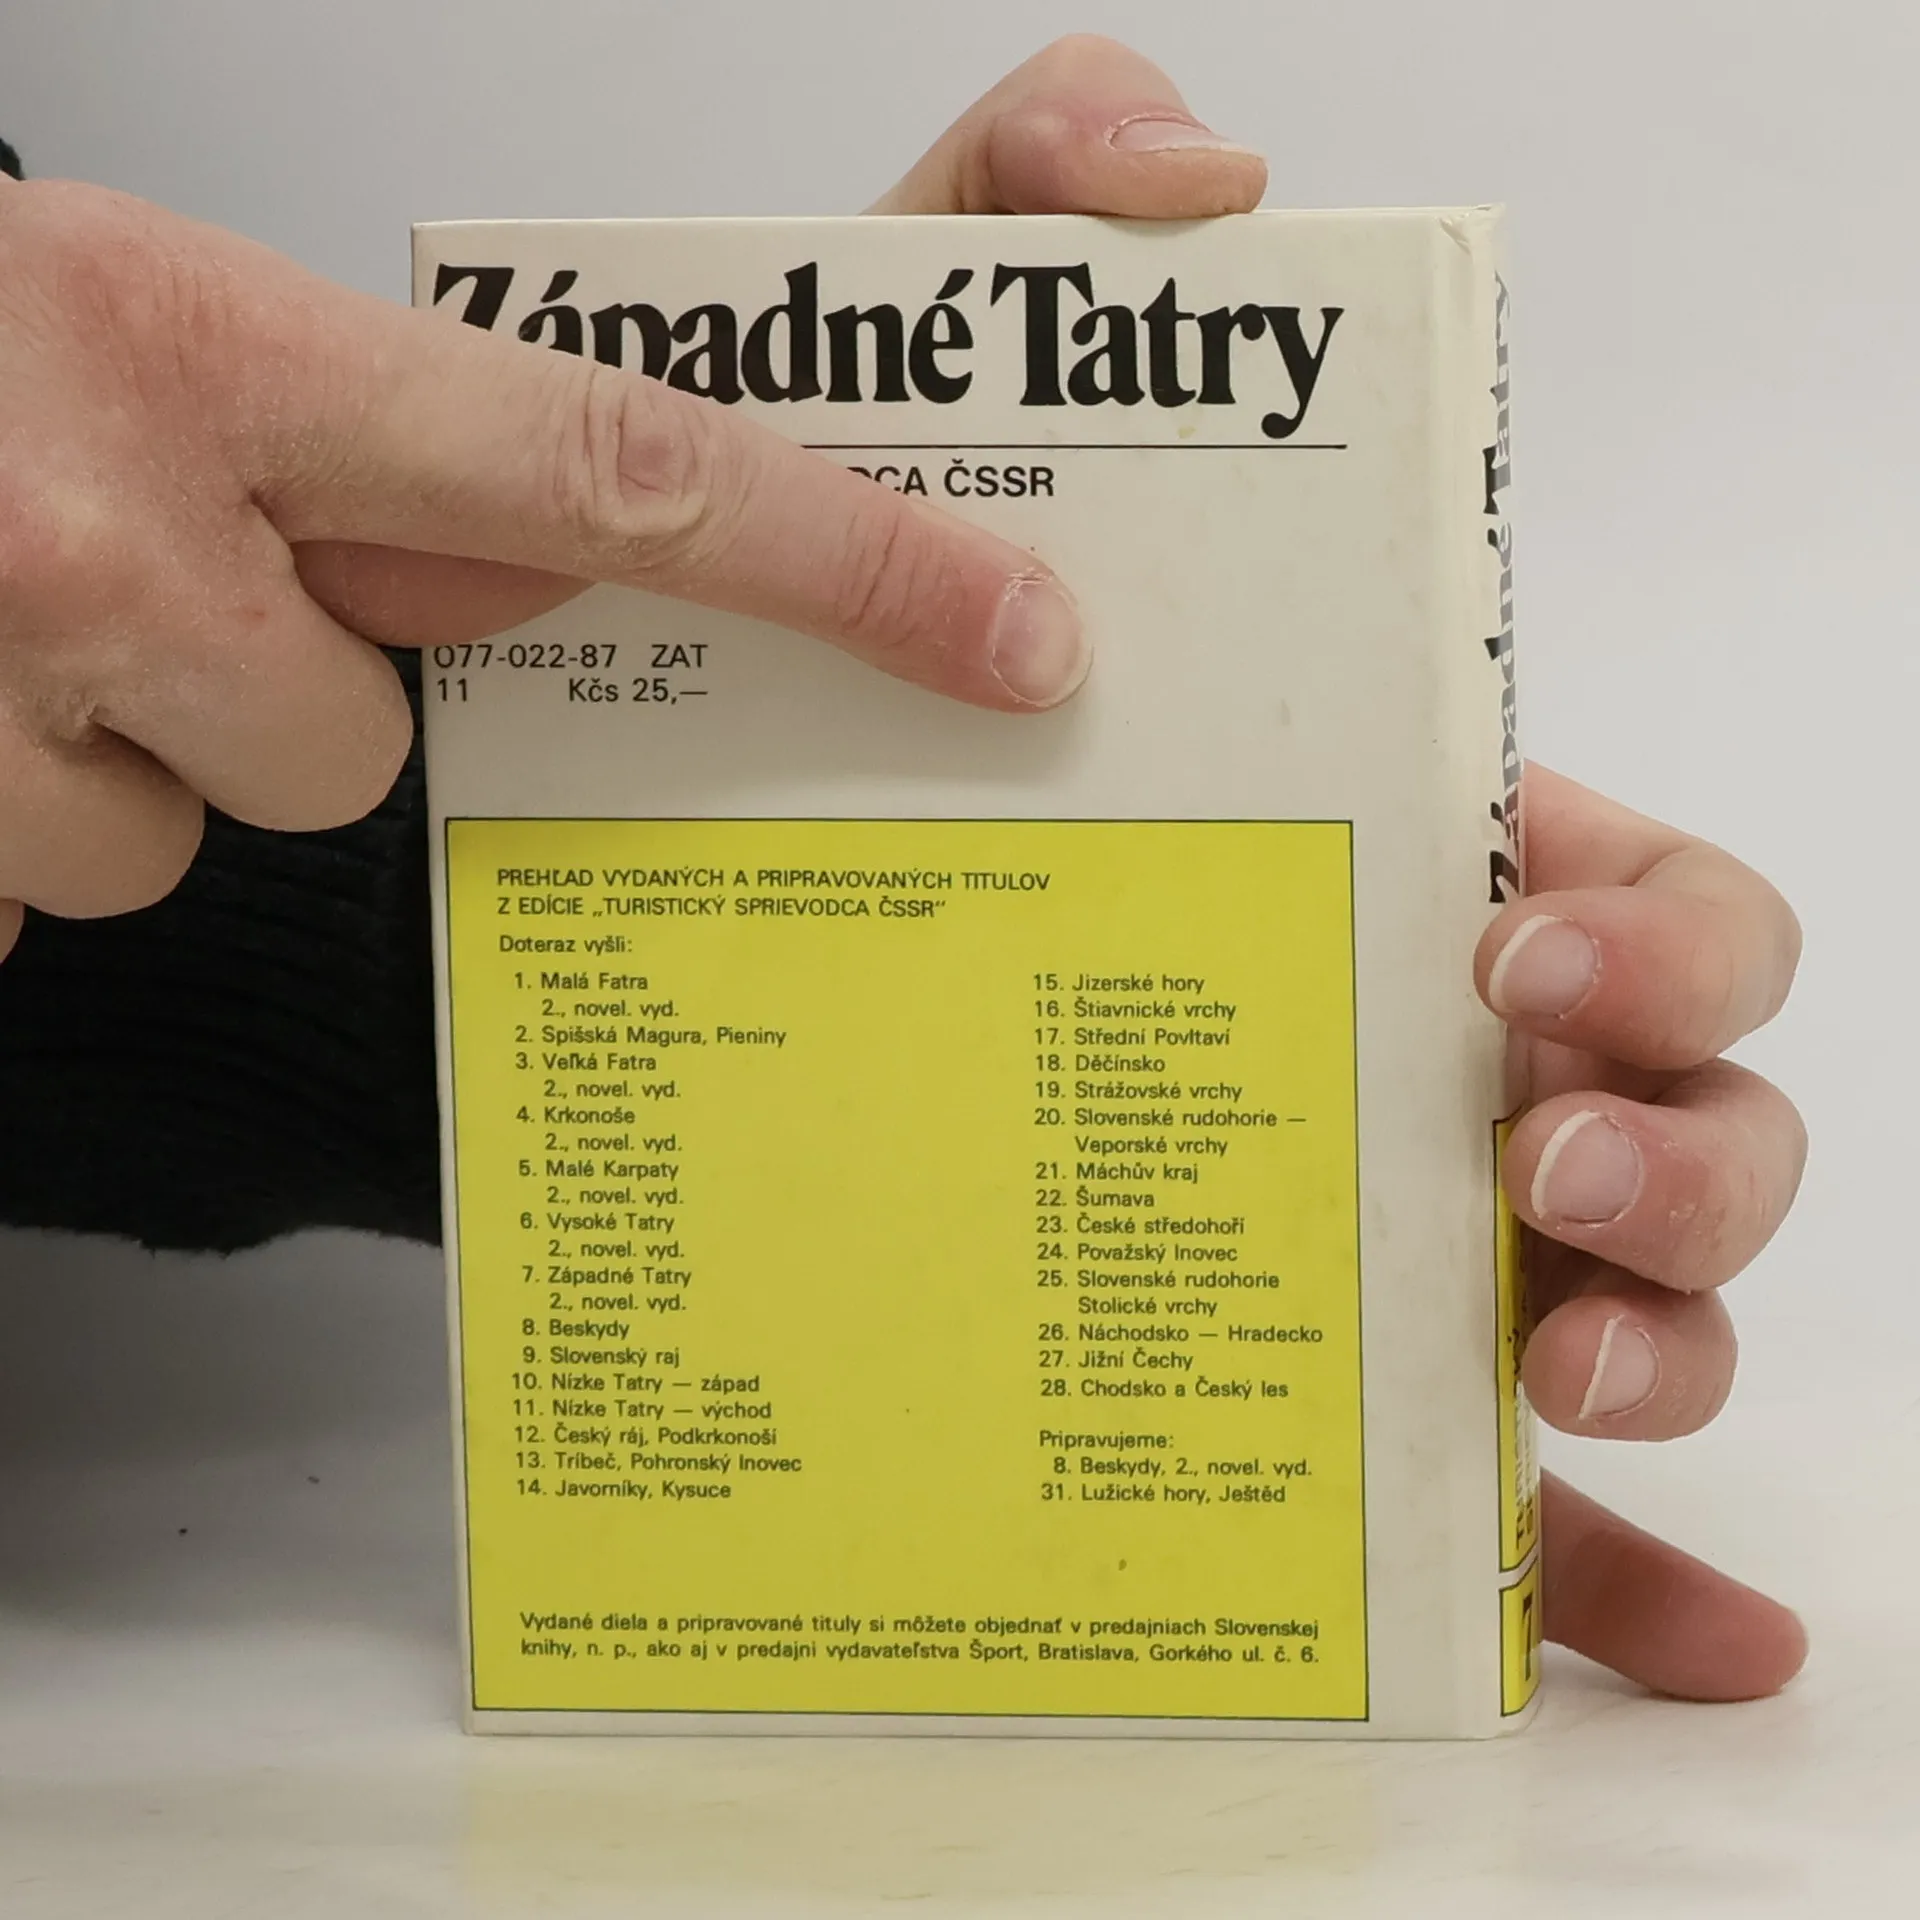 Západné Tatry
ČSSR
077-022-87 ZAT
11 Kčs 25,—
PREHĽAD VYDANÝCH A PRIPRAVOVANÝCH TITULOV
Z EDÍCIE „TURISTICKÝ SPRIEVODCA ČSSR“
Doteraz vyšli:
1. Malá Fatra
2., novel. vyd.
2. Spišská Magura, Pieniny
3. Veľká Fatra
2., novel. vyd.
4. Krkonoše
2., novel. vyd.
5. Malé Karpaty
2., novel. vyd.
6. Vysoké Tatry
2., novel. vyd.
7. Západné Tatry
2., novel. vyd.
8. Beskydy
9. Slovenský raj
10. Nízke Tatry — západ
11. Nízke Tatry — východ
12. Český ráj, Podkrkonoší
13. Tríbeč, Pohronský Inovec
14. Javorníky, Kysuce
15. Jizerské hory
16. Štiavnické vrchy
17. Střední Povltaví
18. Děčínsko
19. Strážovské vrchy
20. Slovenské rudohorie —
Veporské vrchy
21. Máchův kraj
22. Šumava
23. České středohoří
24. Považský Inovec
25. Slovenské rudohorie
Stolické vrchy
26. Náchodsko — Hradecko
27. Jižní Čechy
28. Chodsko a Český les
Pripravujeme:
8. Beskydy, 2., novel. vyd.
31. Lužické hory, Ještěd
Vydané diela a pripravované tituly si môžete objednať v predajniach Slovenskej
knihy, n. p., ako aj v predajni vydavateľstva Šport, Bratislava, Gorkého ul. č. 6.
Západné Tatry
7